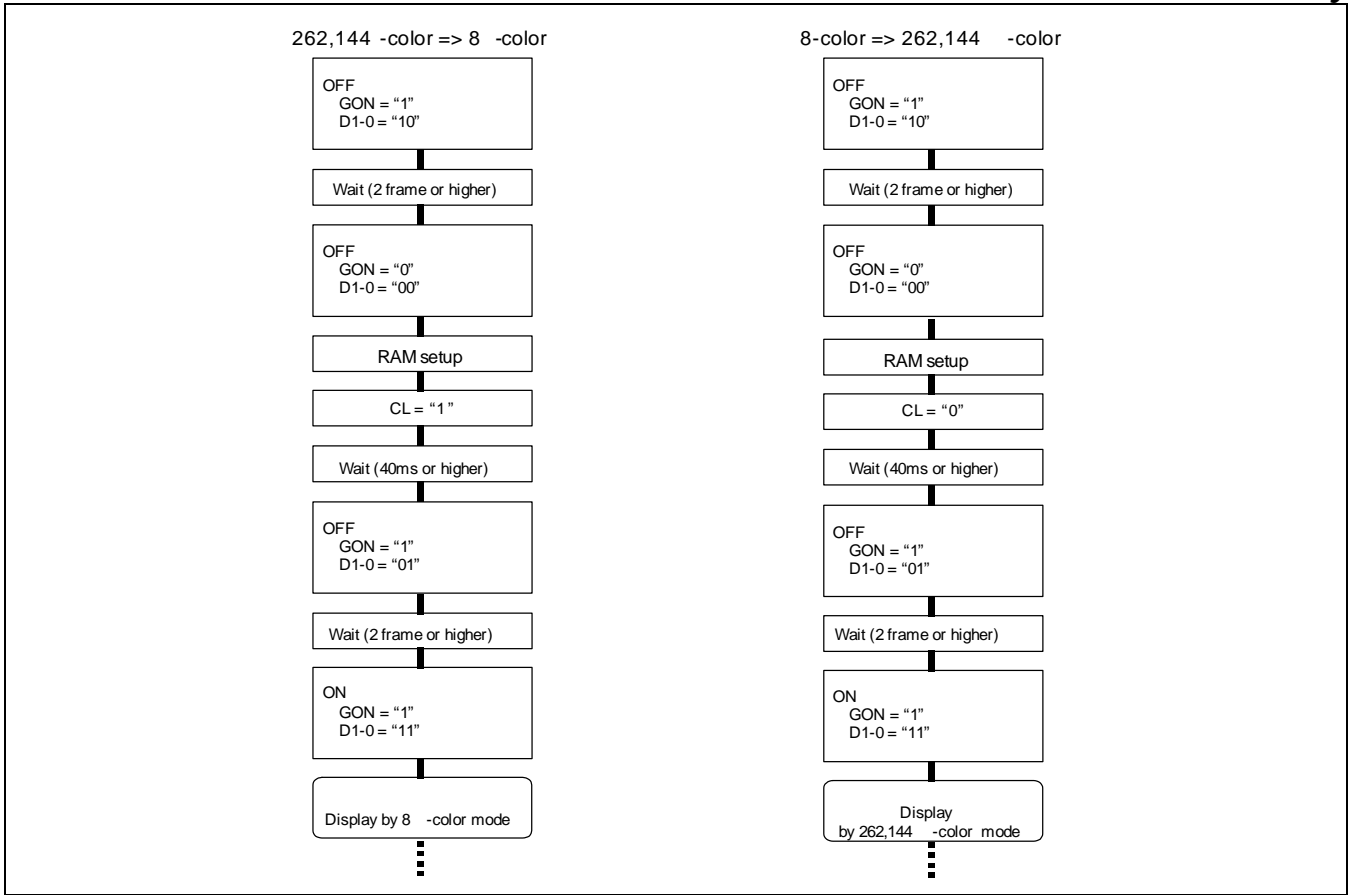 262,144 -color => 8 -color
OFF
GON = “1”
D1-0 = “10”
Wait (2 frame or higher)
OFF
GON = “0”
D1-0 = “00”
RAM setup
CL = “1”
Wait (40ms or higher)
OFF
GON = “1”
D1-0 = “01”
Wait (2 frame or higher)
ON
GON = “1”
D1-0 = “11”
Display by 8 -color mode
8-color => 262,144 -color
OFF
GON = “1”
D1-0 = “10”
Wait (2 frame or higher)
OFF
GON = “0”
D1-0 = “00”
RAM setup
CL = “0”
Wait (40ms or higher)
OFF
GON = “1”
D1-0 = “01”
Wait (2 frame or higher)
ON
GON = “1”
D1-0 = “11”
Display
by 262,144 -color mode